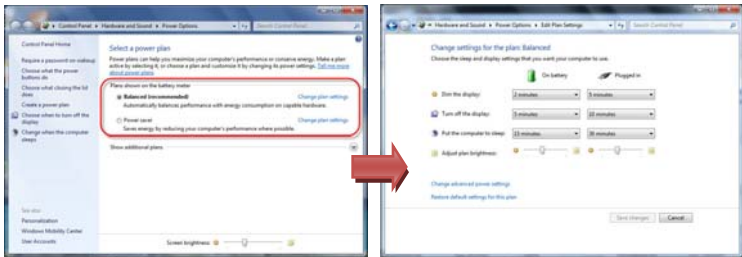 Control Panel ▸ Hardware and Sound ▸ Power Options
Search Control Panel
Control Panel Home
Require a password on wakeup
Choose what the power buttons do
Choose what closing the lid does
Create a power plan
Choose when to turn off the display
Change when the computer sleeps
See also
Personalization
Windows Mobility Center
User Accounts
Select a power plan
Power plans can help you maximize your computer's performance or conserve energy. Make a plan
active by selecting it, or choose a plan and customize it by changing its power settings. Tell me more
about power plans
Plans shown on the battery meter
Balanced (recommended) Change plan settings
Automatically balances performance with energy consumption on capable hardware.
Power saver Change plan settings
Saves energy by reducing your computer's performance where possible.
Show additional plans
Screen brightness:
Hardware and Sound ▸ Power Options ▸ Edit Plan Settings
Search Control Panel
Change settings for the plan: Balanced
Choose the sleep and display settings that you want your computer to use.
On battery Plugged in
Dim the display: 2 minutes 5 minutes
Turn off the display: 5 minutes 10 minutes
Put the computer to sleep: 15 minutes 30 minutes
Adjust plan brightness:
Change advanced power settings
Restore default settings for this plan
Save changes Cancel